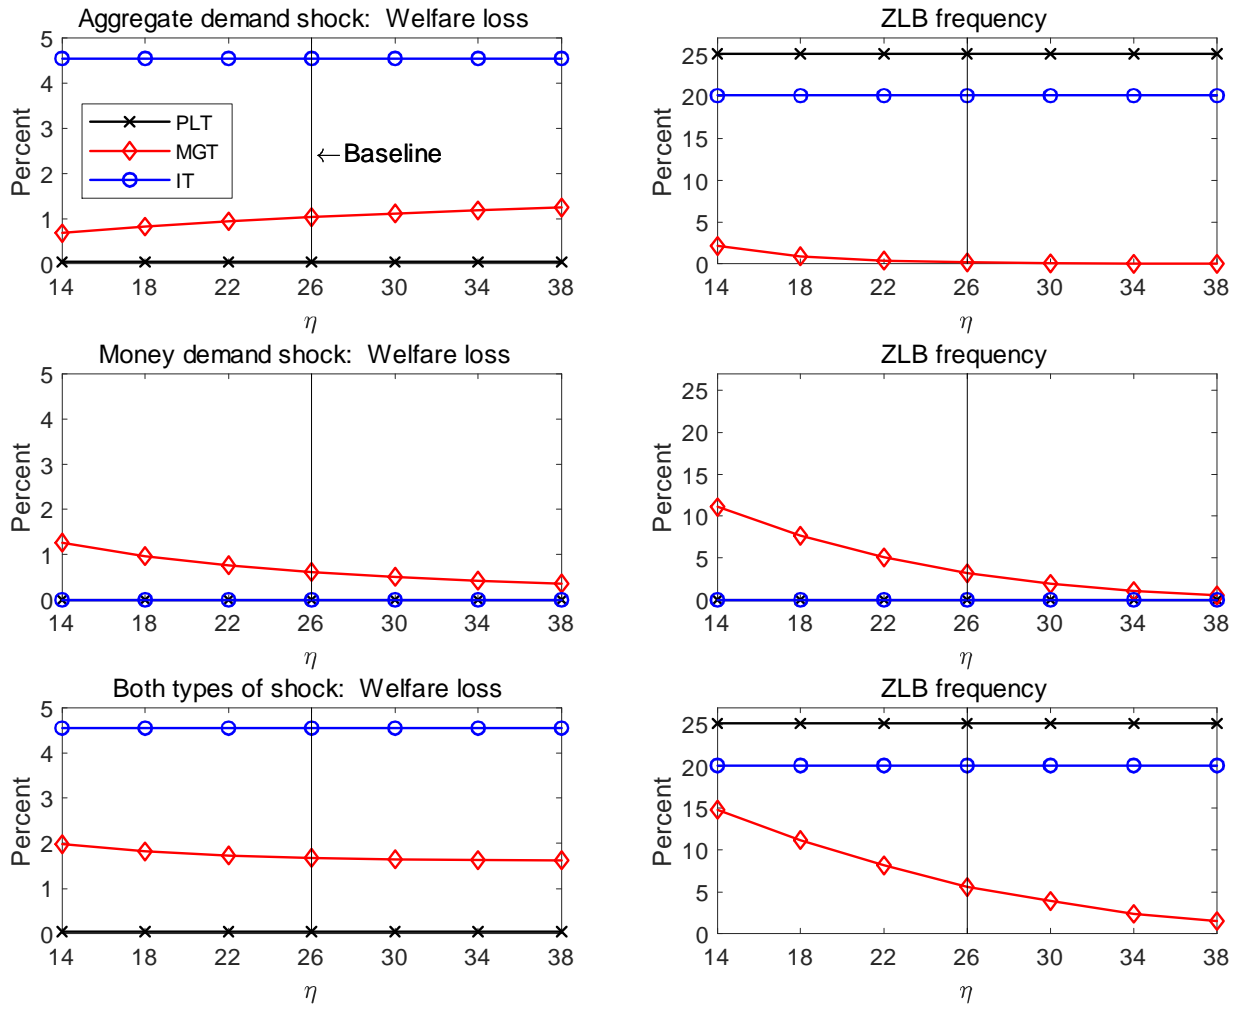 Aggregate demand shock: Welfare loss
5
4
3
2
1
0
Percent
PLT
MGT
IT
←Baseline
14 18 22 26 30 34 38
η
ZLB frequency
25
20
15
10
5
0
Percent
14 18 22 26 30 34 38
η
Money demand shock: Welfare loss
5
4
3
2
1
0
Percent
14 18 22 26 30 34 38
η
ZLB frequency
25
20
15
10
5
0
Percent
14 18 22 26 30 34 38
η
Both types of shock: Welfare loss
5
4
3
2
1
0
Percent
14 18 22 26 30 34 38
η
ZLB frequency
25
20
15
10
5
0
Percent
14 18 22 26 30 34 38
η